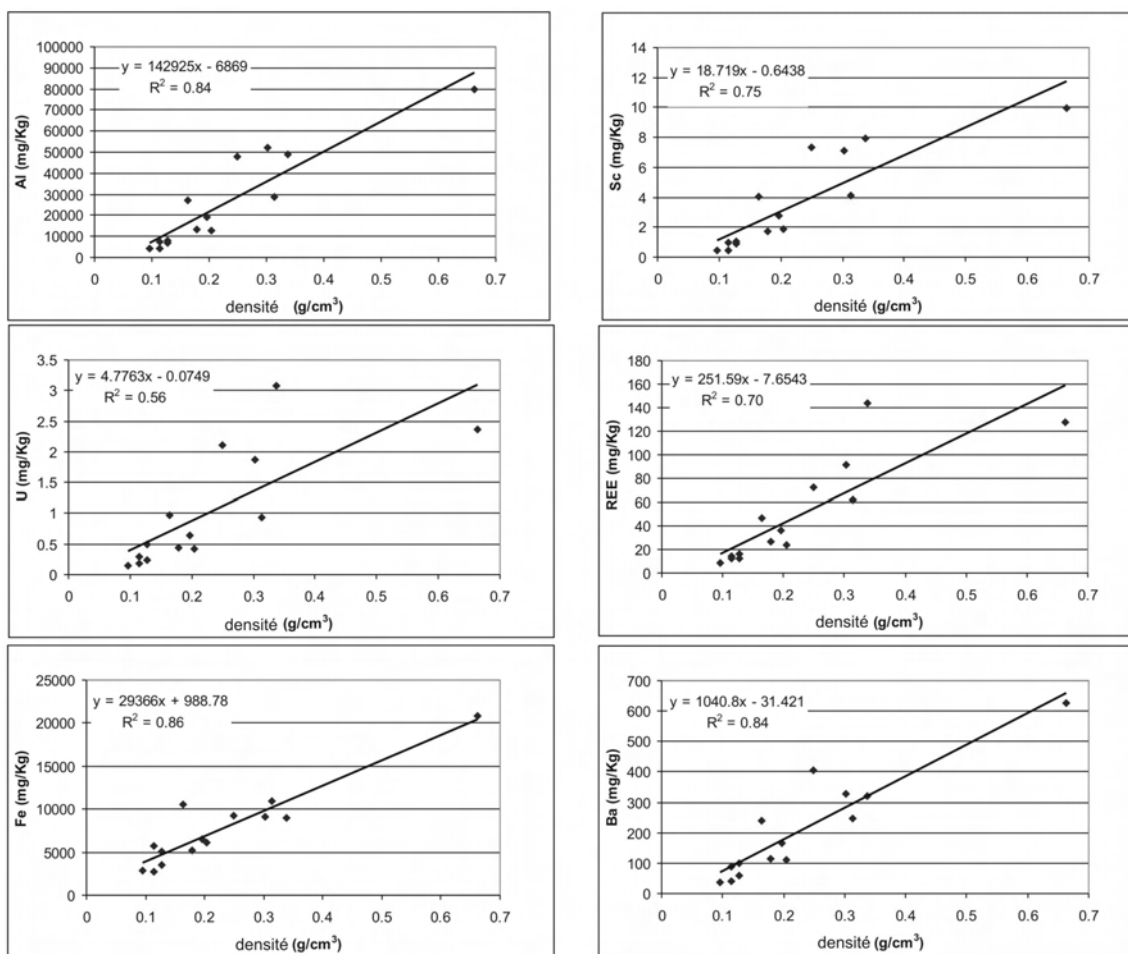 100000
90000
80000
70000
60000
50000
40000
30000
20000
10000
0
y = 142925x - 6869
R² = 0.84
Al (mg/Kg)
0 0.1 0.2 0.3 0.4 0.5 0.6 0.7
densité (g/cm³)
14
12
10
8
6
4
2
0
y = 18.719x - 0.6438
R² = 0.75
Sc (mg/Kg)
0 0.1 0.2 0.3 0.4 0.5 0.6 0.7
densité (g/cm³)
3.5
3
2.5
2
1.5
1
0.5
0
y = 4.7763x - 0.0749
R² = 0.56
U (mg/Kg)
0 0.1 0.2 0.3 0.4 0.5 0.6 0.7
densité (g/cm³)
180
160
140
120
100
80
60
40
20
0
y = 251.59x - 7.6543
R² = 0.70
REE (mg/Kg)
0 0.1 0.2 0.3 0.4 0.5 0.6 0.7
densité (g/cm³)
25000
20000
15000
10000
5000
0
y = 29366x + 988.78
R² = 0.86
Fe (mg/Kg)
0 0.1 0.2 0.3 0.4 0.5 0.6 0.7
densité (g/cm³)
700
600
500
400
300
200
100
0
y = 1040.8x - 31.421
R² = 0.84
Ba (mg/Kg)
0 0.1 0.2 0.3 0.4 0.5 0.6 0.7
densité (g/cm³)